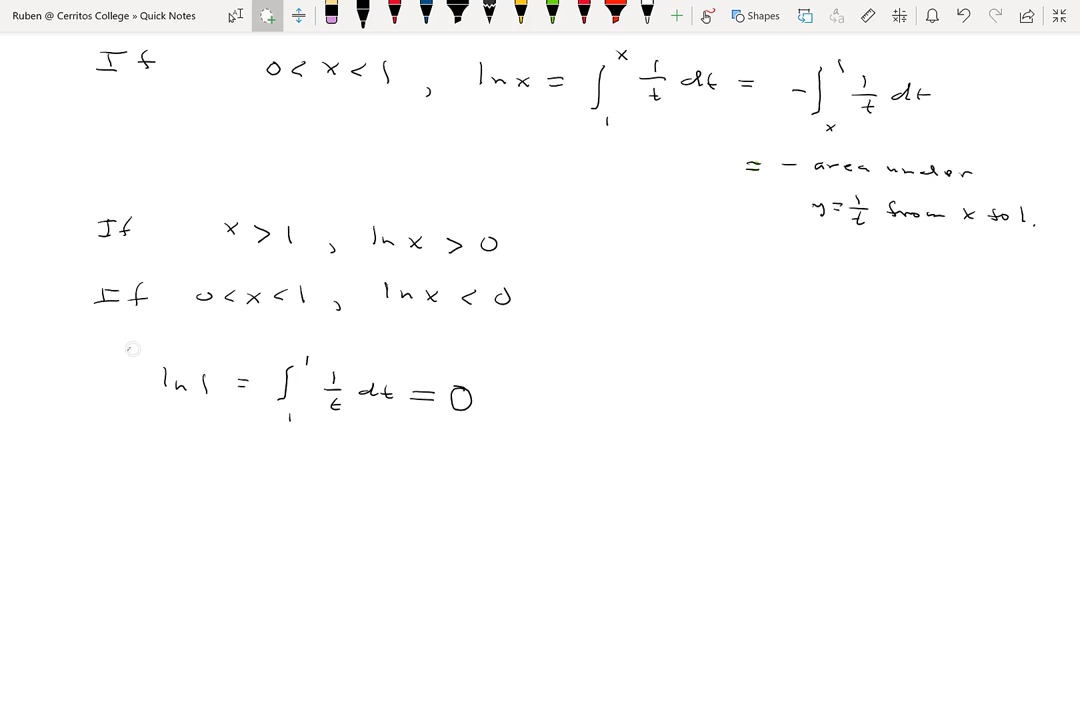 Ruben @ Cerritos College » Quick Notes
Shapes
If 0 < x < 1, ln x = ∫₁ˣ 1/t dt = -∫ₓ¹ 1/t dt
= - area under
y = 1/t from x to 1.
If x > 1, ln x > 0
If 0 < x < 1, ln x < 0
ln 1 = ∫₁¹ 1/t dt = 0